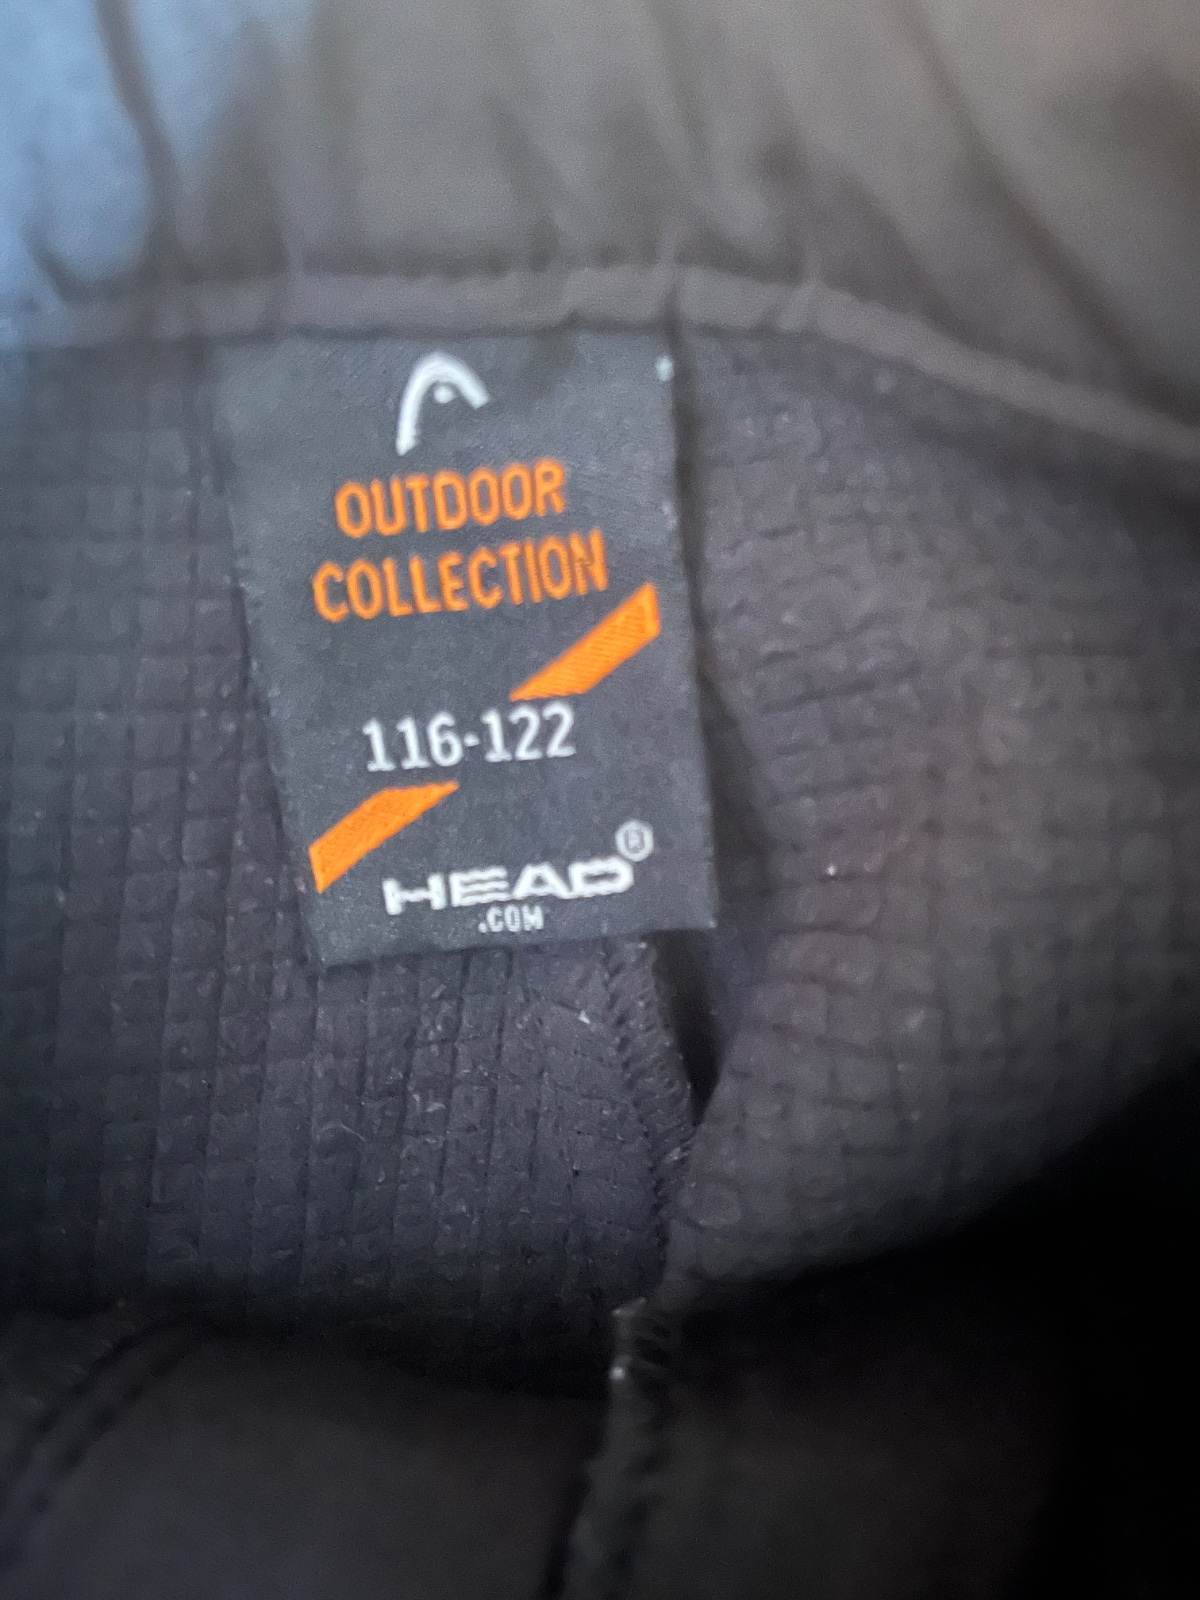 OUTDOOR
COLLECTION
116-122
HEAD®
.COM